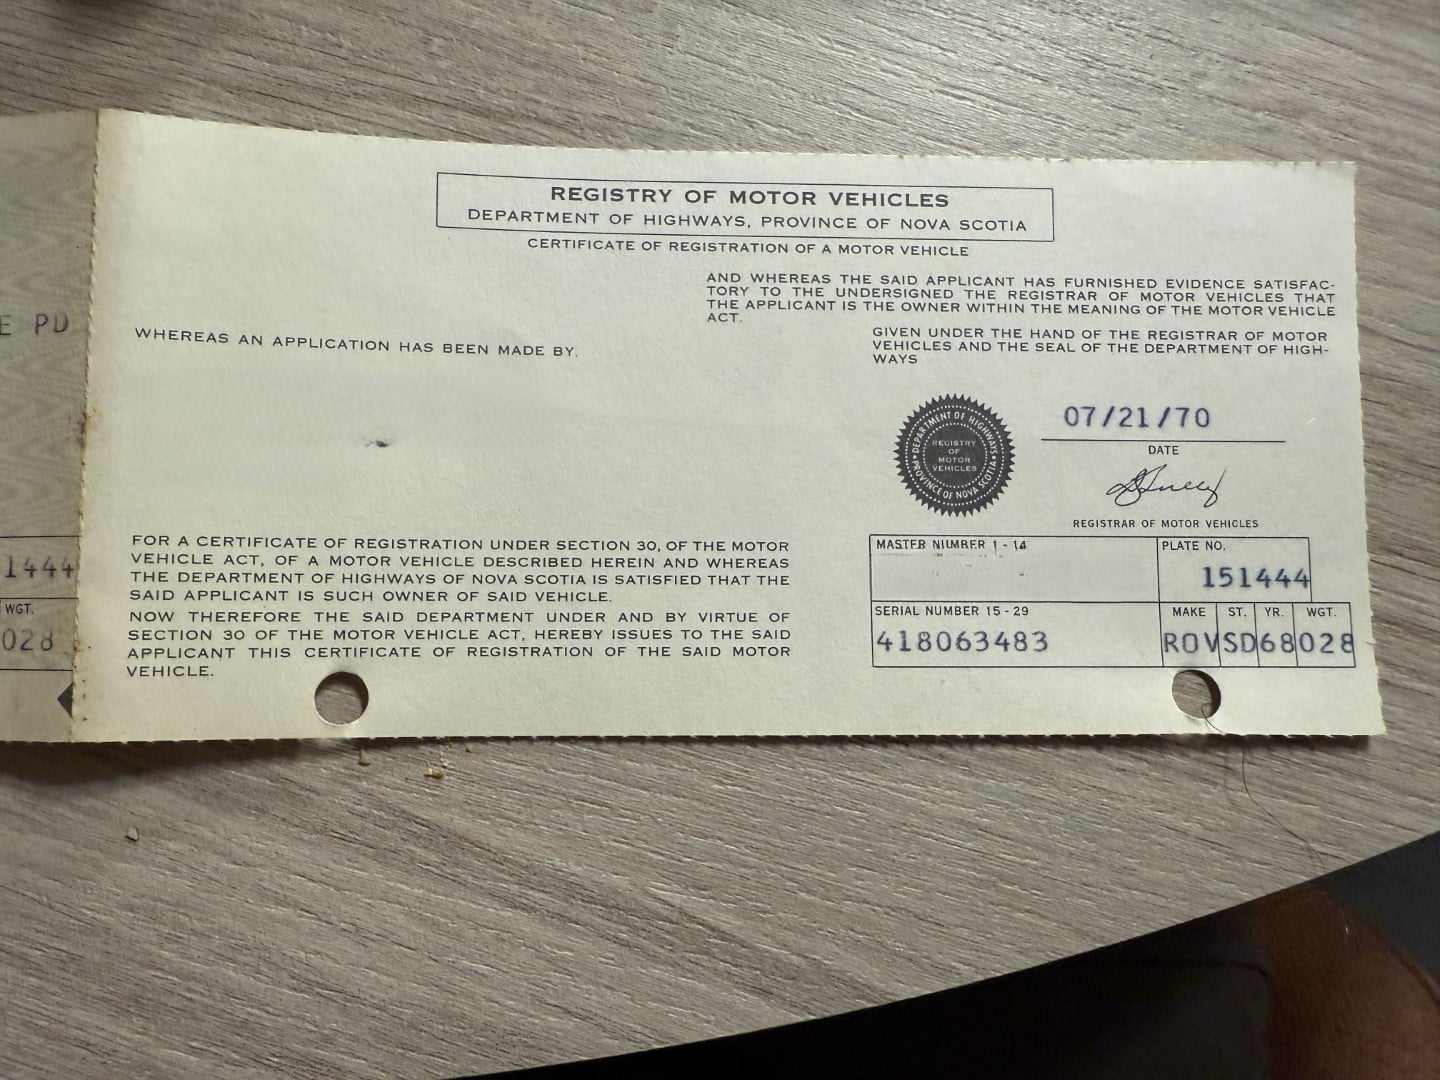 REGISTRY OF MOTOR VEHICLES
DEPARTMENT OF HIGHWAYS, PROVINCE OF NOVA SCOTIA
CERTIFICATE OF REGISTRATION OF A MOTOR VEHICLE
AND WHEREAS THE SAID APPLICANT HAS FURNISHED EVIDENCE SATISFAC-
TORY TO THE UNDERSIGNED THE REGISTRAR OF MOTOR VEHICLES THAT
THE APPLICANT IS THE OWNER WITHIN THE MEANING OF THE MOTOR VEHICLE
ACT.
GIVEN UNDER THE HAND OF THE REGISTRAR OF MOTOR
VEHICLES AND THE SEAL OF THE DEPARTMENT OF HIGH-
WAYS
E PD
WHEREAS AN APPLICATION HAS BEEN MADE BY.
DEPARTMENT OF HIGHWAYS
PROVINCE OF NOVA SCOTIA
REGISTRY
OF
MOTOR
VEHICLES
07/21/70
DATE
REGISTRAR OF MOTOR VEHICLES
FOR A CERTIFICATE OF REGISTRATION UNDER SECTION 30, OF THE MOTOR
VEHICLE ACT, OF A MOTOR VEHICLE DESCRIBED HEREIN AND WHEREAS
THE DEPARTMENT OF HIGHWAYS OF NOVA SCOTIA IS SATISFIED THAT THE
SAID APPLICANT IS SUCH OWNER OF SAID VEHICLE.
NOW THEREFORE THE SAID DEPARTMENT UNDER AND BY VIRTUE OF
SECTION 30 OF THE MOTOR VEHICLE ACT, HEREBY ISSUES TO THE SAID
APPLICANT THIS CERTIFICATE OF REGISTRATION OF THE SAID MOTOR
VEHICLE.
MASTER NUMBER 1 - 14
PLATE NO.
151444
SERIAL NUMBER 15 - 29
MAKE ST. YR. WGT.
418063483 ROV SD 68 028
1444
WGT.
028